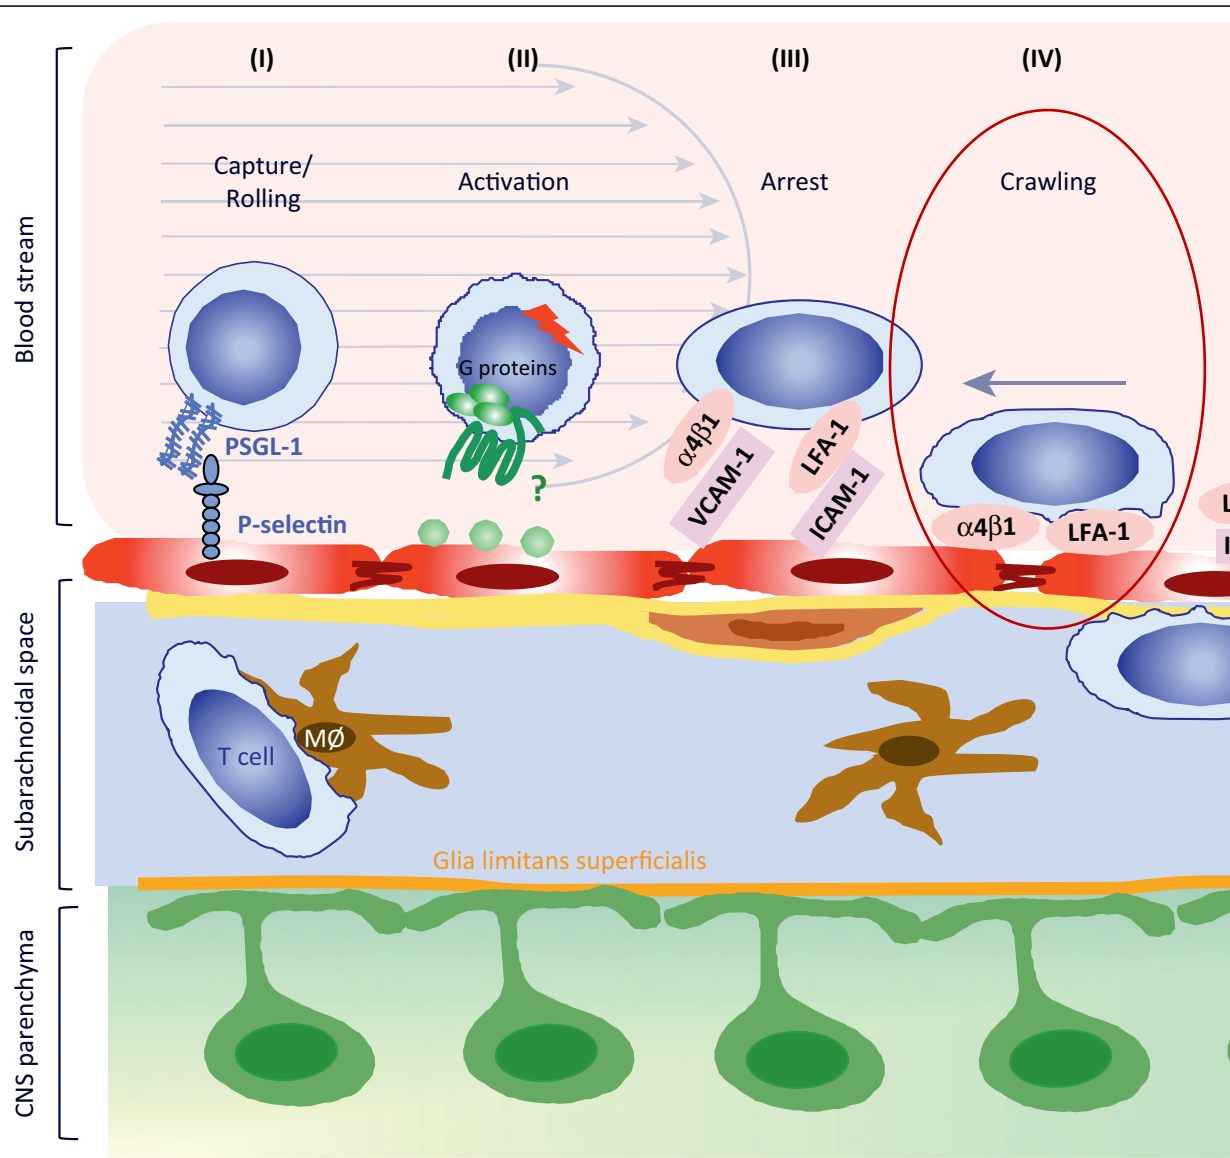 (I)
(II)
(III)
(IV)
Capture/
Rolling
Activation
Arrest
Crawling
Blood stream
G proteins
PSGL-1
P-selectin
?
α4β1
VCAM-1
LFA-1
ICAM-1
α4β1
LFA-1
L
I
Subarachnoidal space
T cell
MØ
Glia limitans superficialis
CNS parenchyma